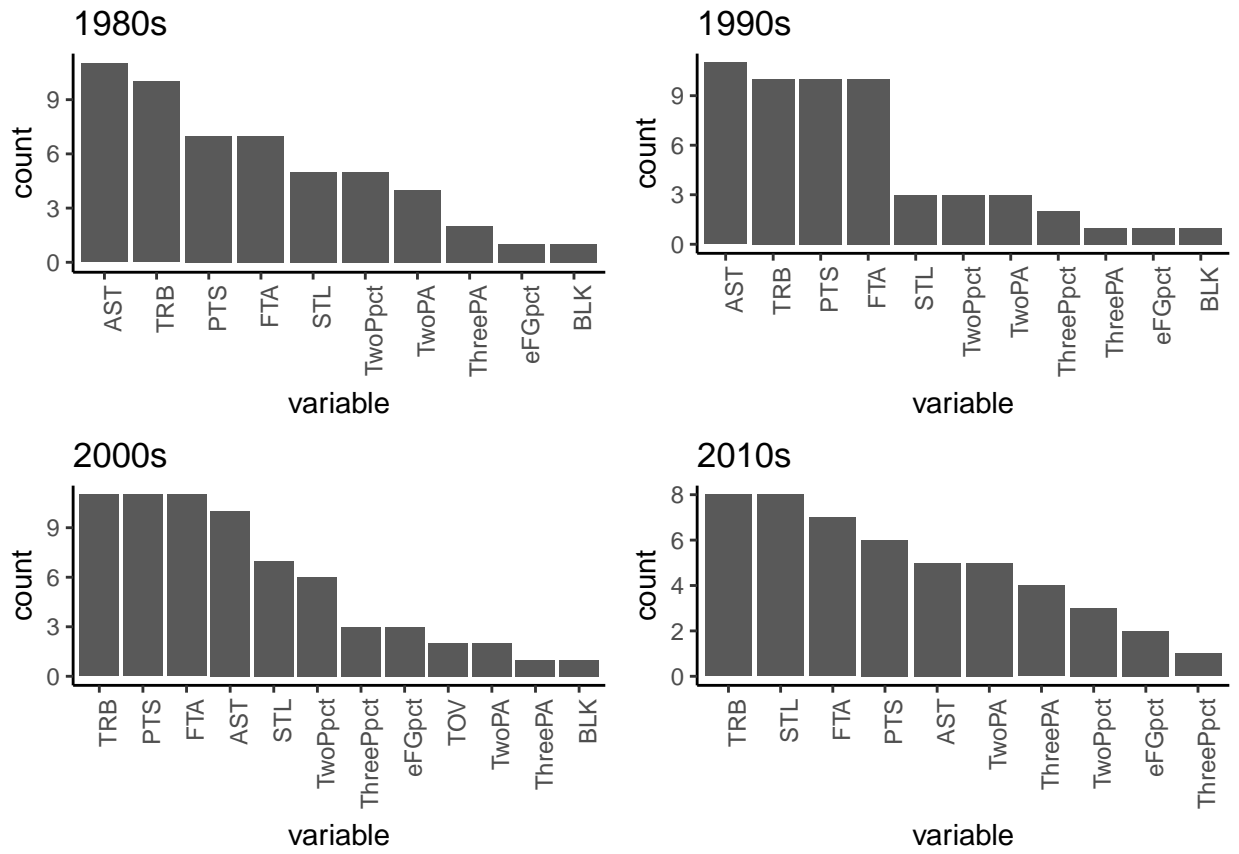 1980s
count
9
6
3
0
AST TRB PTS FTA STL TwoPpct TwoPA ThreePA eFGpct BLK
variable
1990s
count
9
6
3
0
AST TRB PTS FTA STL TwoPpct TwoPA ThreePpct ThreePA eFGpct BLK
variable
2000s
count
9
6
3
0
TRB PTS FTA AST STL TwoPpct ThreePpct eFGpct TOV TwoPA ThreePA BLK
variable
2010s
count
8
6
4
2
0
TRB STL FTA PTS AST TwoPA ThreePA TwoPpct eFGpct ThreePpct
variable